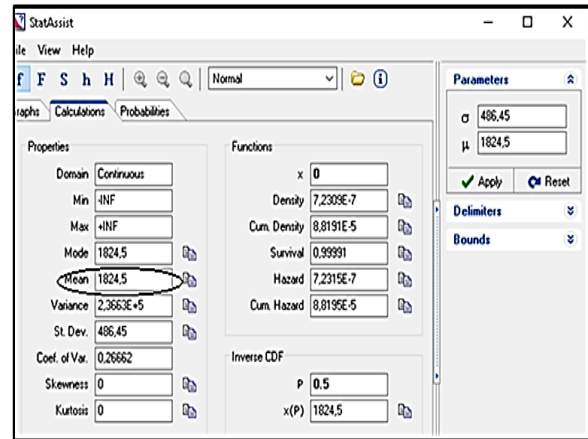 StatAssist
ile View Help
f F S h H Normal
raphs Calculations Probabilities
Properties
Domain Continuous
Min -INF
Max +INF
Mode 1824,5
Mean 1824,5
Variance 2,3663E+5
St. Dev. 486,45
Coef. of Var. 0,26662
Skewness 0
Kurtosis 0
Functions
x 0
Density 7,2309E-7
Cum. Density 8,8191E-5
Survival 0,99991
Hazard 7,2315E-7
Cum. Hazard 8,8195E-5
Inverse CDF
P 0.5
x(P) 1824,5
Parameters
σ 486,45
μ 1824,5
Apply Reset
Delimiters
Bounds